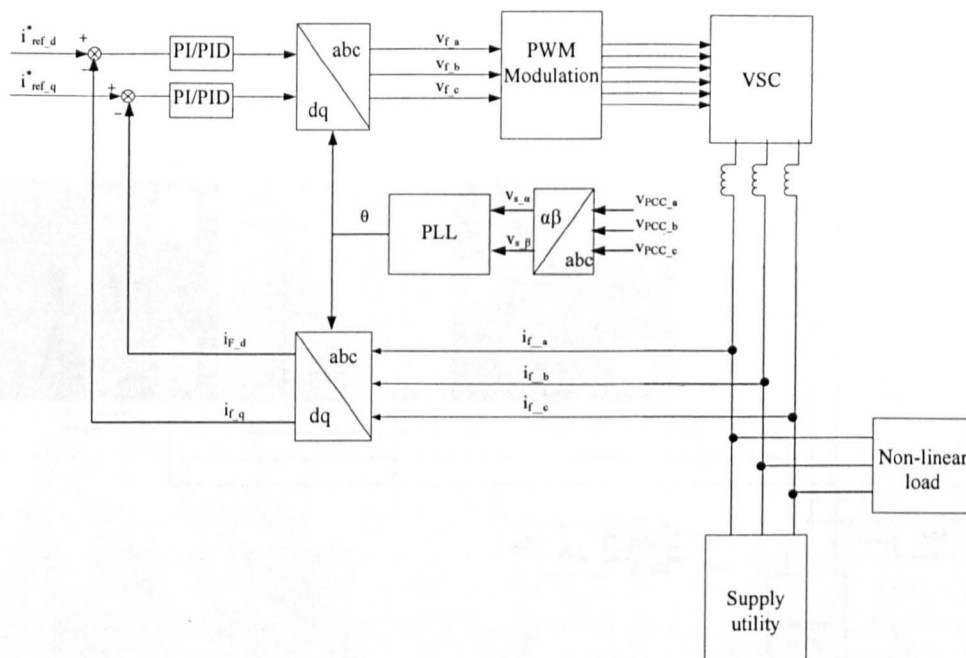 i*ref_d
+
−
PI/PID
i*ref_q
+
−
PI/PID
abc
dq
vf_a
vf_b
vf_c
PWM
Modulation
VSC
θ
PLL
vs_α
vs_β
αβ
abc
vPCC_a
vPCC_b
vPCC_c
iF_d
if_q
abc
dq
if_a
if_b
if_c
Non-linear
load
Supply
utility